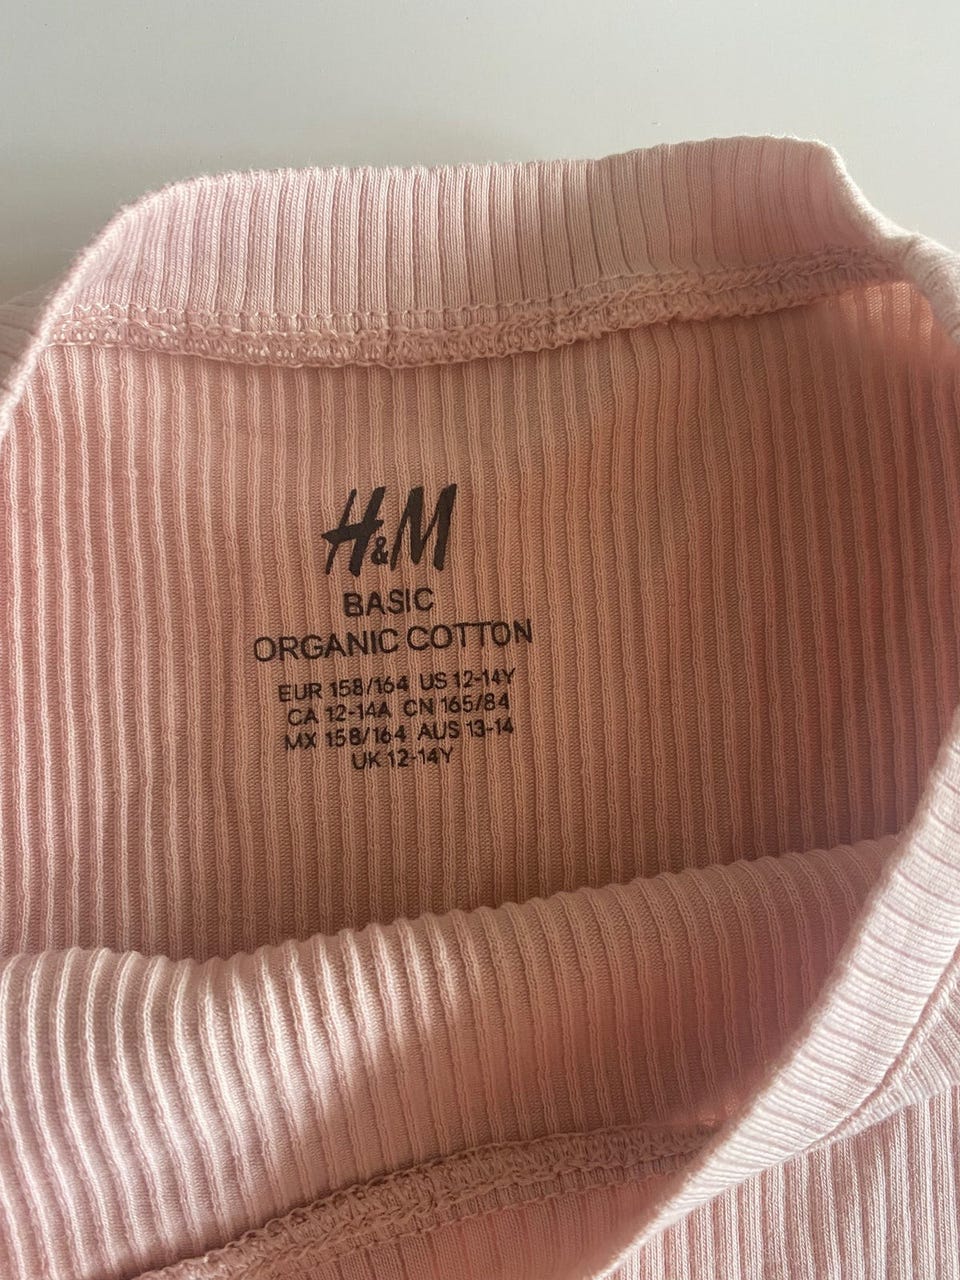 H&M
BASIC
ORGANIC COTTON
EUR 158/164 US 12-14Y
CA 12-14A CN 165/84
MX 158/164 AUS 13-14
UK 12-14Y